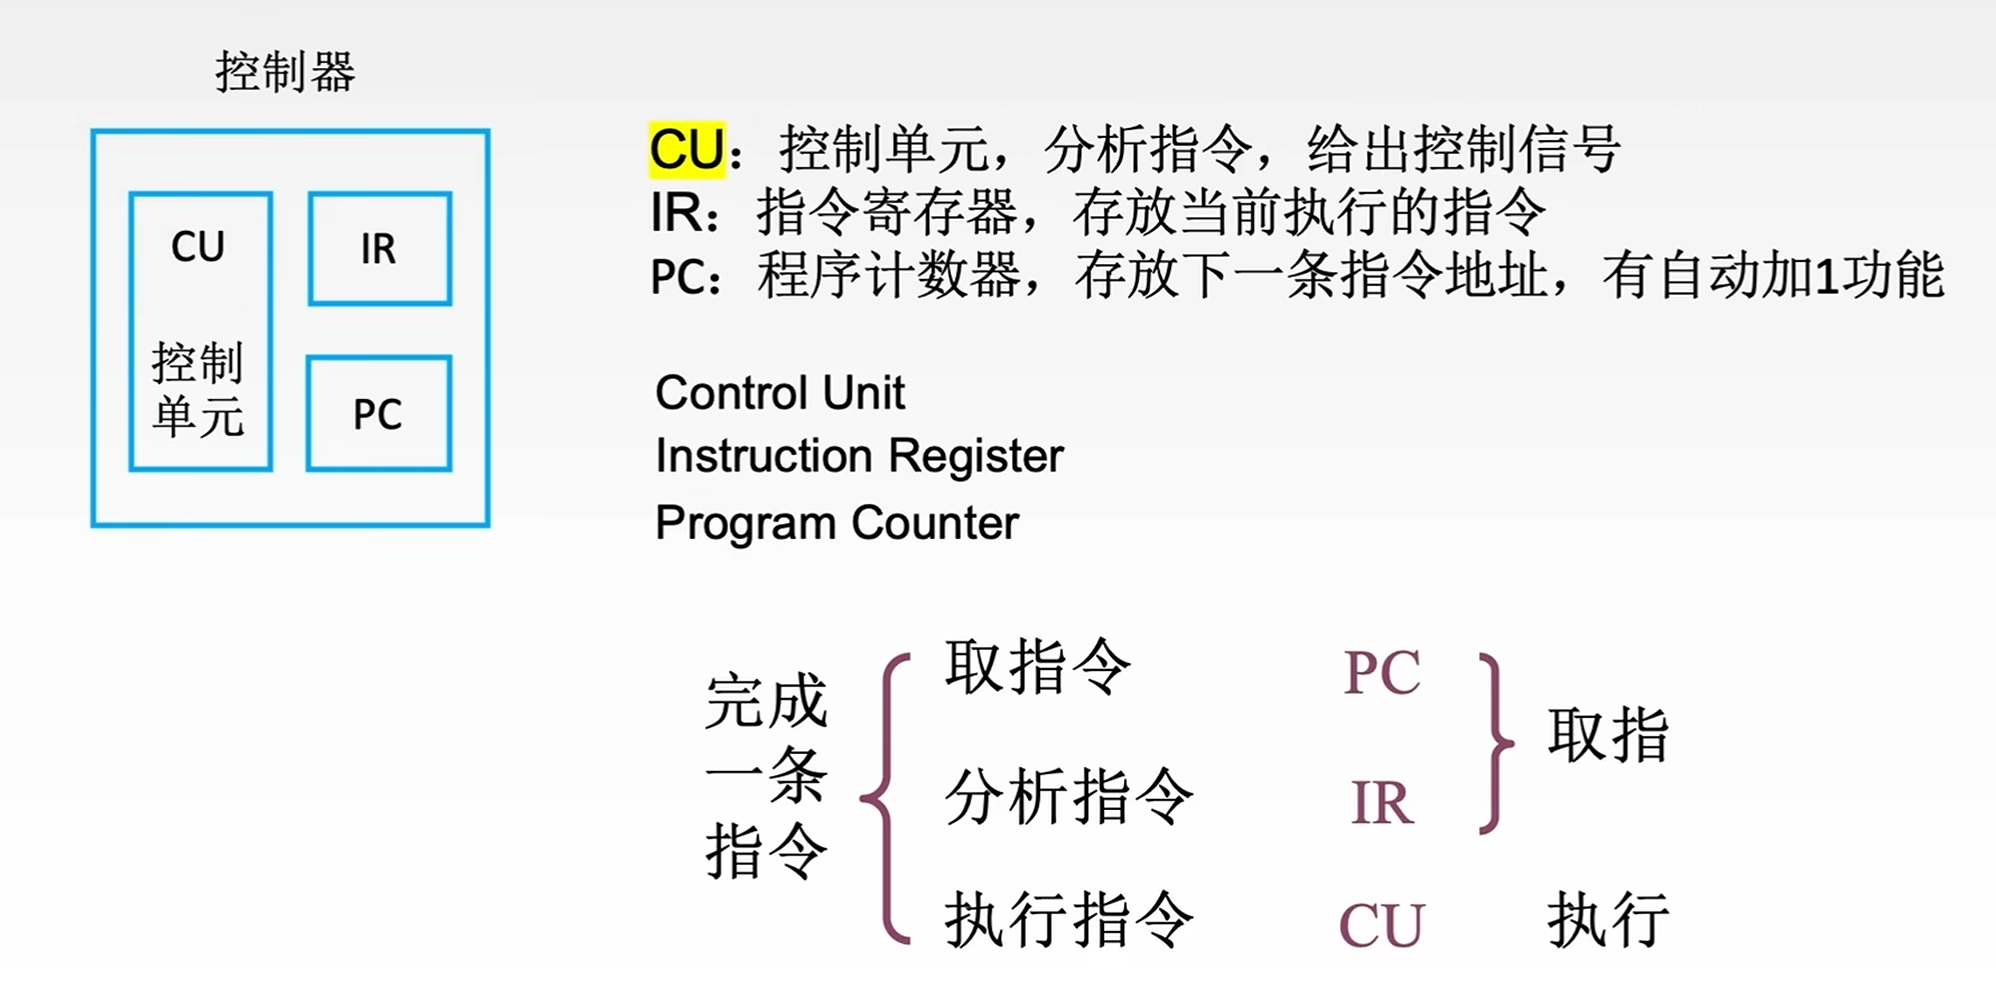 控制器
CU
控制
单元
IR
PC
CU：控制单元，分析指令，给出控制信号
IR：指令寄存器，存放当前执行的指令
PC：程序计数器，存放下一条指令地址，有自动加1功能
Control Unit
Instruction Register
Program Counter
完成
一条
指令
取指令 PC
分析指令 IR
执行指令 CU
取指
执行